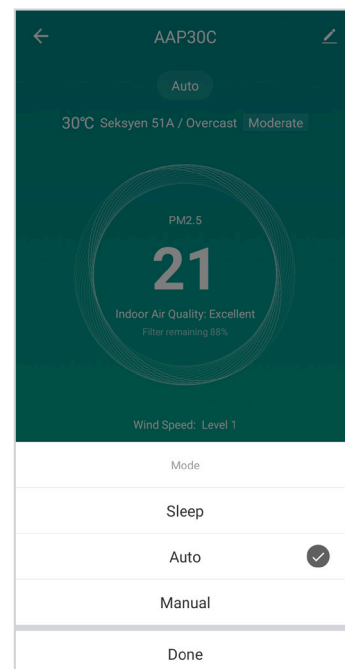 AAP30C
Auto
30℃ Seksyen 51A / Overcast Moderate
PM2.5
21
Indoor Air Quality: Excellent
Filter remaining 88%
Wind Speed: Level 1
Mode
Sleep
Auto
Manual
Done